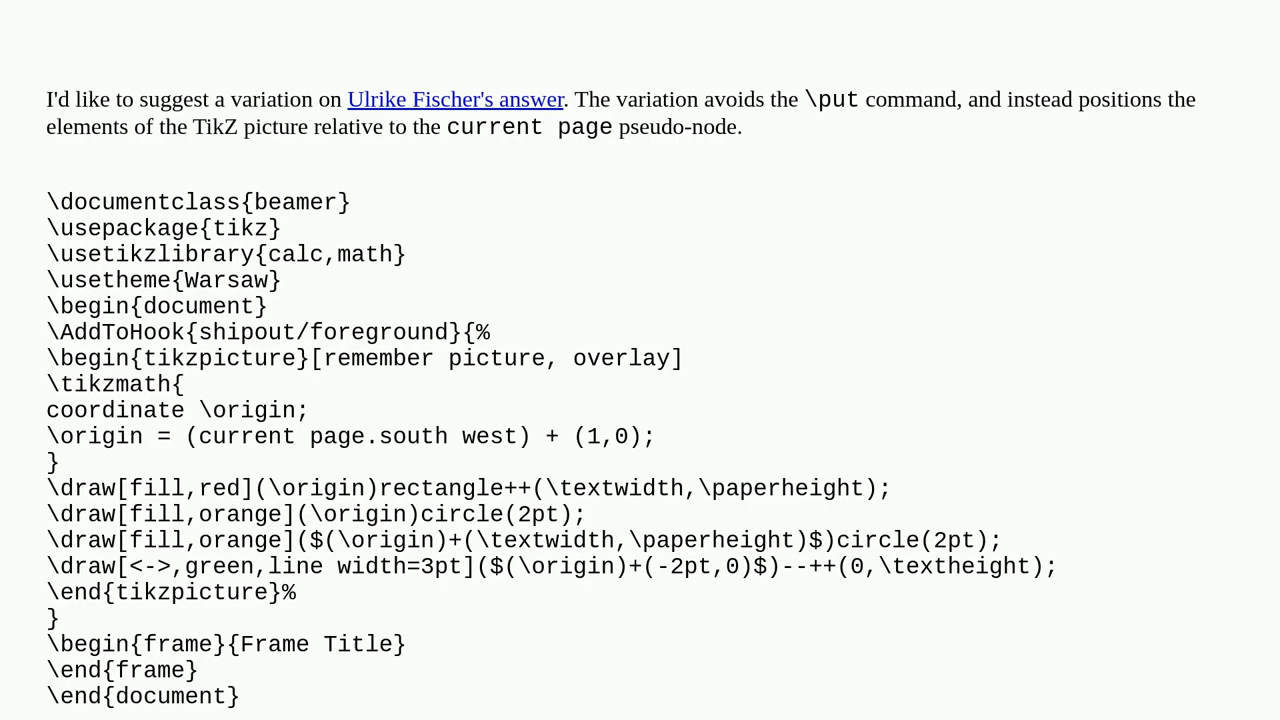 I'd like to suggest a variation on Ulrike Fischer's answer. The variation avoids the \put command, and instead positions the
elements of the TikZ picture relative to the current page pseudo-node.
\documentclass{beamer}
\usepackage{tikz}
\usetikzlibrary{calc,math}
\usetheme{Warsaw}
\begin{document}
\AddToHook{shipout/foreground}{%
\begin{tikzpicture}[remember picture, overlay]
\tikzmath{
coordinate \origin;
\origin = (current page.south west) + (1,0);
}
\draw[fill,red](\origin)rectangle++(\textwidth,\paperheight);
\draw[fill,orange](\origin)circle(2pt);
\draw[fill,orange]($(\origin)+(\textwidth,\paperheight)$)circle(2pt);
\draw[<->,green,line width=3pt]($(\origin)+(-2pt,0)$)--++(0,\textheight);
\end{tikzpicture}%
}
\begin{frame}{Frame Title}
\end{frame}
\end{document}